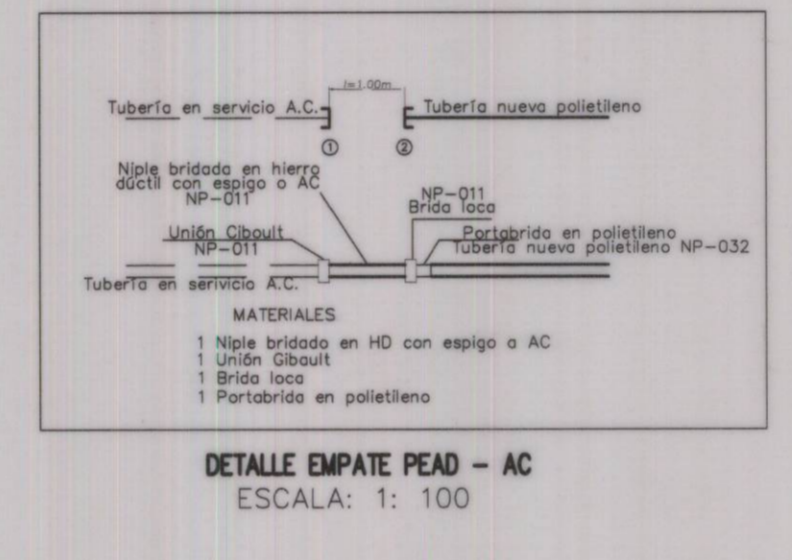 l=1.00m
Tubería en servicio A.C.
Tubería nueva polietileno
1
2
Niple bridada en hierro
dúctil con espigo o AC
NP-011
NP-011
Brida loca
Unión Ciboult
NP-011
Portabrida en polietileno
Tubería nueva polietileno NP-032
Tubería en serivicio A.C.
MATERIALES
1 Niple bridado en HD con espigo a AC
1 Unión Gibault
1 Brida loca
1 Portabrida en polietileno
DETALLE EMPATE PEAD - AC
ESCALA: 1: 100